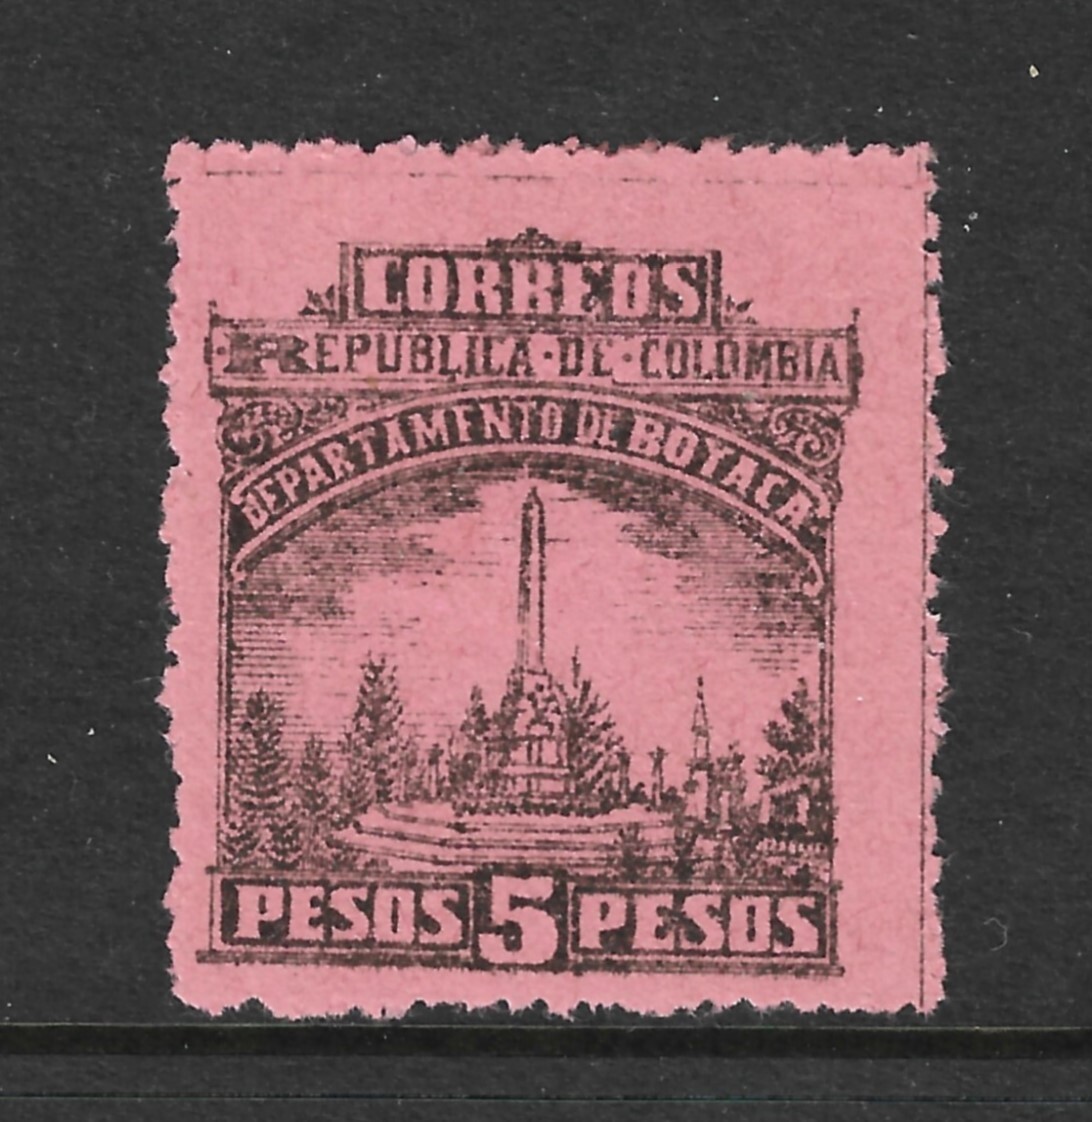 CORREOS
REPUBLICA·DE·COLOMBIA
DEPARTAMENTO DE BOYACA
PESOS 5 PESOS